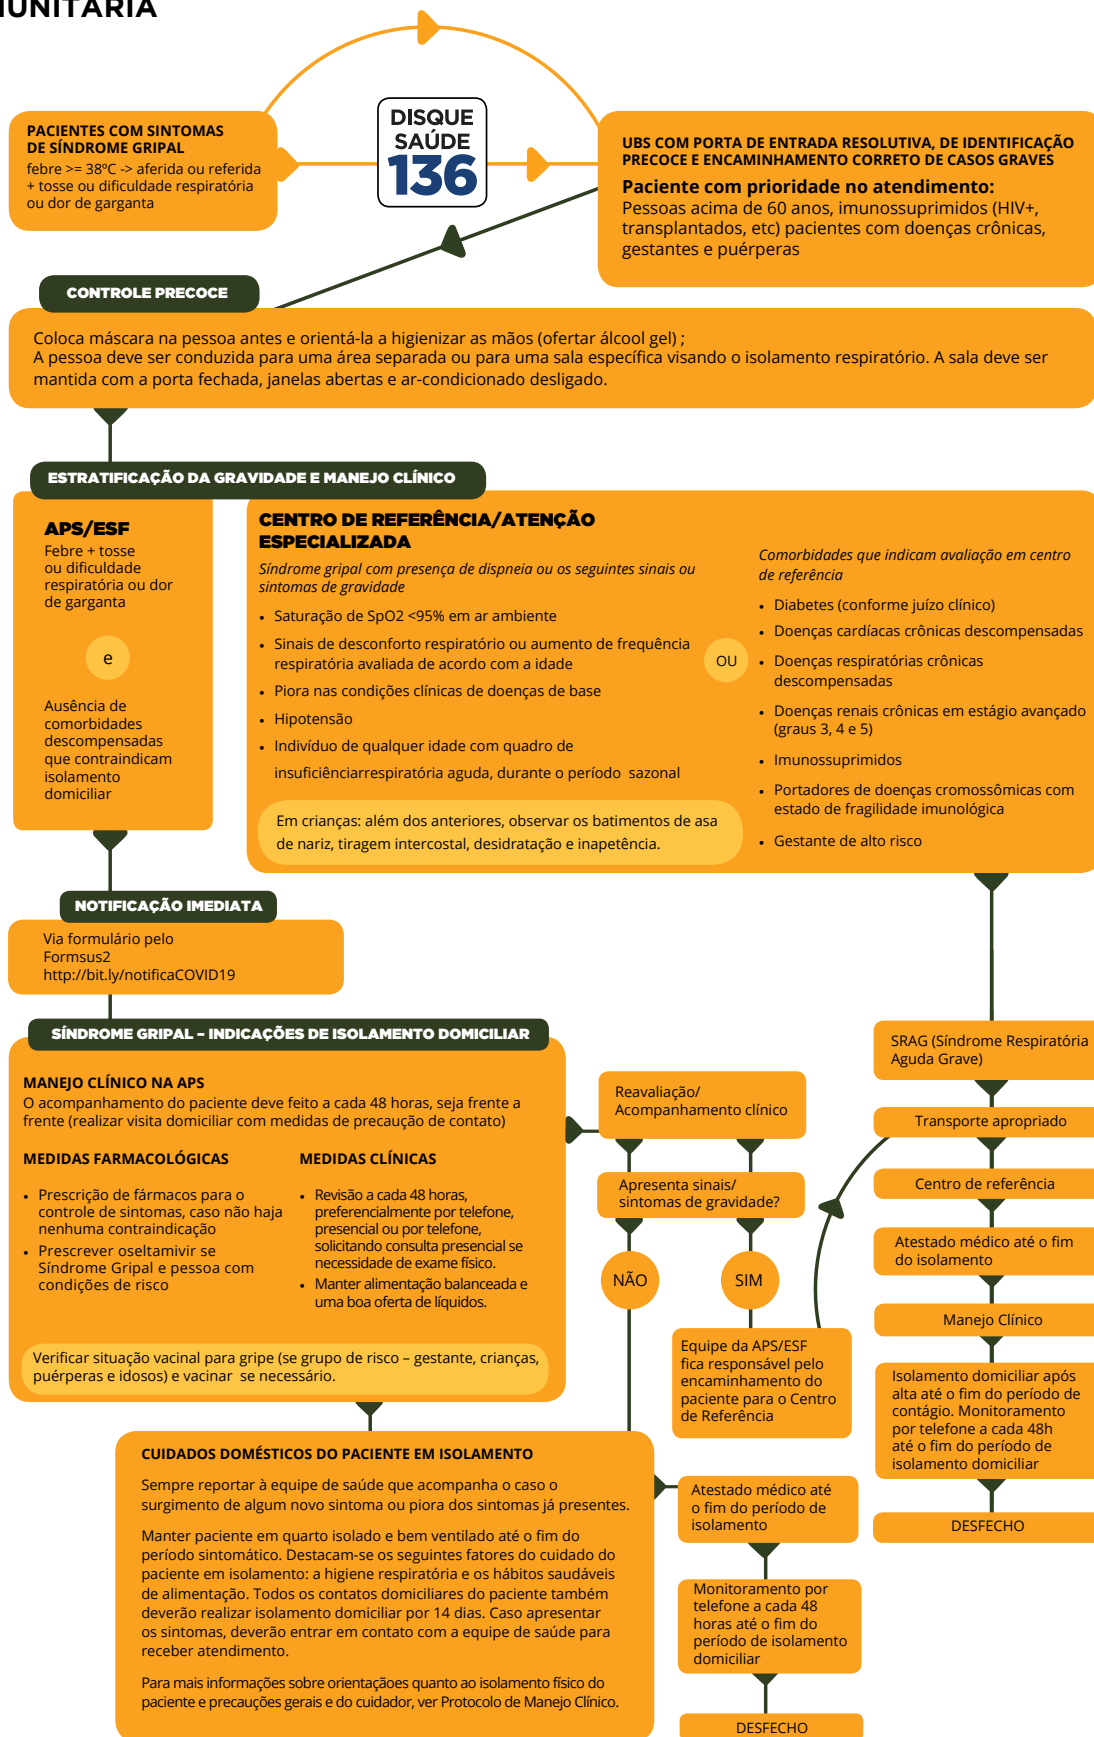 MUNITÁRIA
PACIENTES COM SINTOMAS
DE SÍNDROME GRIPAL
febre >= 38ºC -> aferida ou referida
+ tosse ou dificuldade respiratória
ou dor de garganta
DISQUE
SAÚDE
136
UBS COM PORTA DE ENTRADA RESOLUTIVA, DE IDENTIFICAÇÃO
PRECOCE E ENCAMINHAMENTO CORRETO DE CASOS GRAVES
Paciente com prioridade no atendimento:
Pessoas acima de 60 anos, imunossuprimidos (HIV+,
transplantados, etc) pacientes com doenças crônicas,
gestantes e puérperas
CONTROLE PRECOCE
Coloca máscara na pessoa antes e orientá-la a higienizar as mãos (ofertar álcool gel) ;
A pessoa deve ser conduzida para uma área separada ou para uma sala específica visando o isolamento respiratório. A sala deve ser
mantida com a porta fechada, janelas abertas e ar-condicionado desligado.
ESTRATIFICAÇÃO DA GRAVIDADE E MANEJO CLÍNICO
APS/ESF
Febre + tosse
ou dificuldade
respiratória ou dor
de garganta
e
Ausência de
comorbidades
descompensadas
que contraindicam
isolamento
domiciliar
CENTRO DE REFERÊNCIA/ATENÇÃO
ESPECIALIZADA
Síndrome gripal com presença de dispneia ou os seguintes sinais ou
sintomas de gravidade
• Saturação de SpO2 <95% em ar ambiente
• Sinais de desconforto respiratório ou aumento de frequência
respiratória avaliada de acordo com a idade
• Piora nas condições clínicas de doenças de base
• Hipotensão
• Indivíduo de qualquer idade com quadro de
insuficiênciarrespiratória aguda, durante o período sazonal
Em crianças: além dos anteriores, observar os batimentos de asa
de nariz, tiragem intercostal, desidratação e inapetência.
OU
Comorbidades que indicam avaliação em centro
de referência
• Diabetes (conforme juízo clínico)
• Doenças cardíacas crônicas descompensadas
• Doenças respiratórias crônicas
descompensadas
• Doenças renais crônicas em estágio avançado
(graus 3, 4 e 5)
• Imunossuprimidos
• Portadores de doenças cromossômicas com
estado de fragilidade imunológica
• Gestante de alto risco
NOTIFICAÇÃO IMEDIATA
Via formulário pelo
Formsus2
http://bit.ly/notificaCOVID19
SÍNDROME GRIPAL – INDICAÇÕES DE ISOLAMENTO DOMICILIAR
MANEJO CLÍNICO NA APS
O acompanhamento do paciente deve feito a cada 48 horas, seja frente a
frente (realizar visita domiciliar com medidas de precaução de contato)
MEDIDAS FARMACOLÓGICAS
• Prescrição de fármacos para o
controle de sintomas, caso não haja
nenhuma contraindicação
• Prescrever oseltamivir se
Síndrome Gripal e pessoa com
condições de risco
MEDIDAS CLÍNICAS
• Revisão a cada 48 horas,
preferencialmente por telefone,
presencial ou por telefone,
solicitando consulta presencial se
necessidade de exame físico.
• Manter alimentação balanceada e
uma boa oferta de líquidos.
Verificar situação vacinal para gripe (se grupo de risco – gestante, crianças,
puérperas e idosos) e vacinar se necessário.
Reavaliação/
Acompanhamento clínico
Apresenta sinais/
sintomas de gravidade?
NÃO
SIM
Equipe da APS/ESF
fica responsável pelo
encaminhamento do
paciente para o Centro
de Referência
SRAG (Síndrome Respiratória
Aguda Grave)
Transporte apropriado
Centro de referência
Atestado médico até o fim
do isolamento
Manejo Clínico
Isolamento domiciliar após
alta até o fim do período de
contágio. Monitoramento
por telefone a cada 48h
até o fim do período de
isolamento domiciliar
DESFECHO
CUIDADOS DOMÉSTICOS DO PACIENTE EM ISOLAMENTO
Sempre reportar à equipe de saúde que acompanha o caso o
surgimento de algum novo sintoma ou piora dos sintomas já presentes.
Manter paciente em quarto isolado e bem ventilado até o fim do
período sintomático. Destacam-se os seguintes fatores do cuidado do
paciente em isolamento: a higiene respiratória e os hábitos saudáveis
de alimentação. Todos os contatos domiciliares do paciente também
deverão realizar isolamento domiciliar por 14 dias. Caso apresentar
os sintomas, deverão entrar em contato com a equipe de saúde para
receber atendimento.
Para mais informações sobre orientaçãoes quanto ao isolamento físico do
paciente e precauções gerais e do cuidador, ver Protocolo de Manejo Clínico.
Atestado médico até
o fim do período de
isolamento
Monitoramento por
telefone a cada 48
horas até o fim do
período de isolamento
domiciliar
DESFECHO